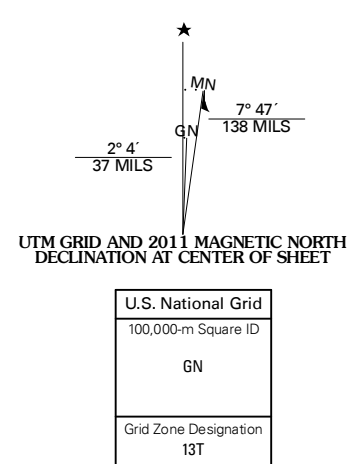 MN
7° 47´
138 MILS
GN
2° 4´
37 MILS
UTM GRID AND 2011 MAGNETIC NORTH
DECLINATION AT CENTER OF SHEET
U.S. National Grid
100,000-m Square ID
GN
Grid Zone Designation
13T